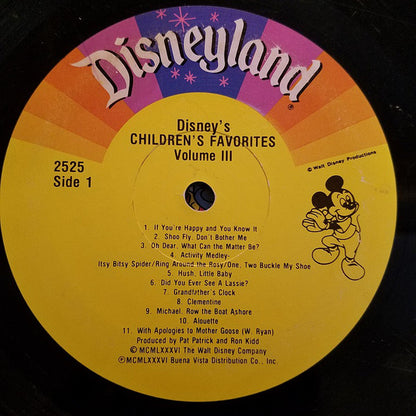 Disneyland
®
Disney's
CHILDREN'S FAVORITES
Volume III
2525
Side 1
© Walt Disney Productions
1. If You're Happy and You Know It
2. Shoo Fly, Don't Bother Me
3. Oh Dear, What Can the Matter Be?
4. Activity Medley-
Itsy Bitsy Spider/Ring Around the Rosy/One, Two Buckle My Shoe
5. Hush, Little Baby
6. Did You Ever See A Lassie?
7. Grandfather's Clock
8. Clementine
9. Michael, Row the Boat Ashore
10. Alouette
11. With Apologies to Mother Goose (W. Ryan)
Produced by Pat Patrick and Ron Kidd
© MCMLXXXVI The Walt Disney Company
℗ MCMLXXXVI Buena Vista Distribution Co., Inc.